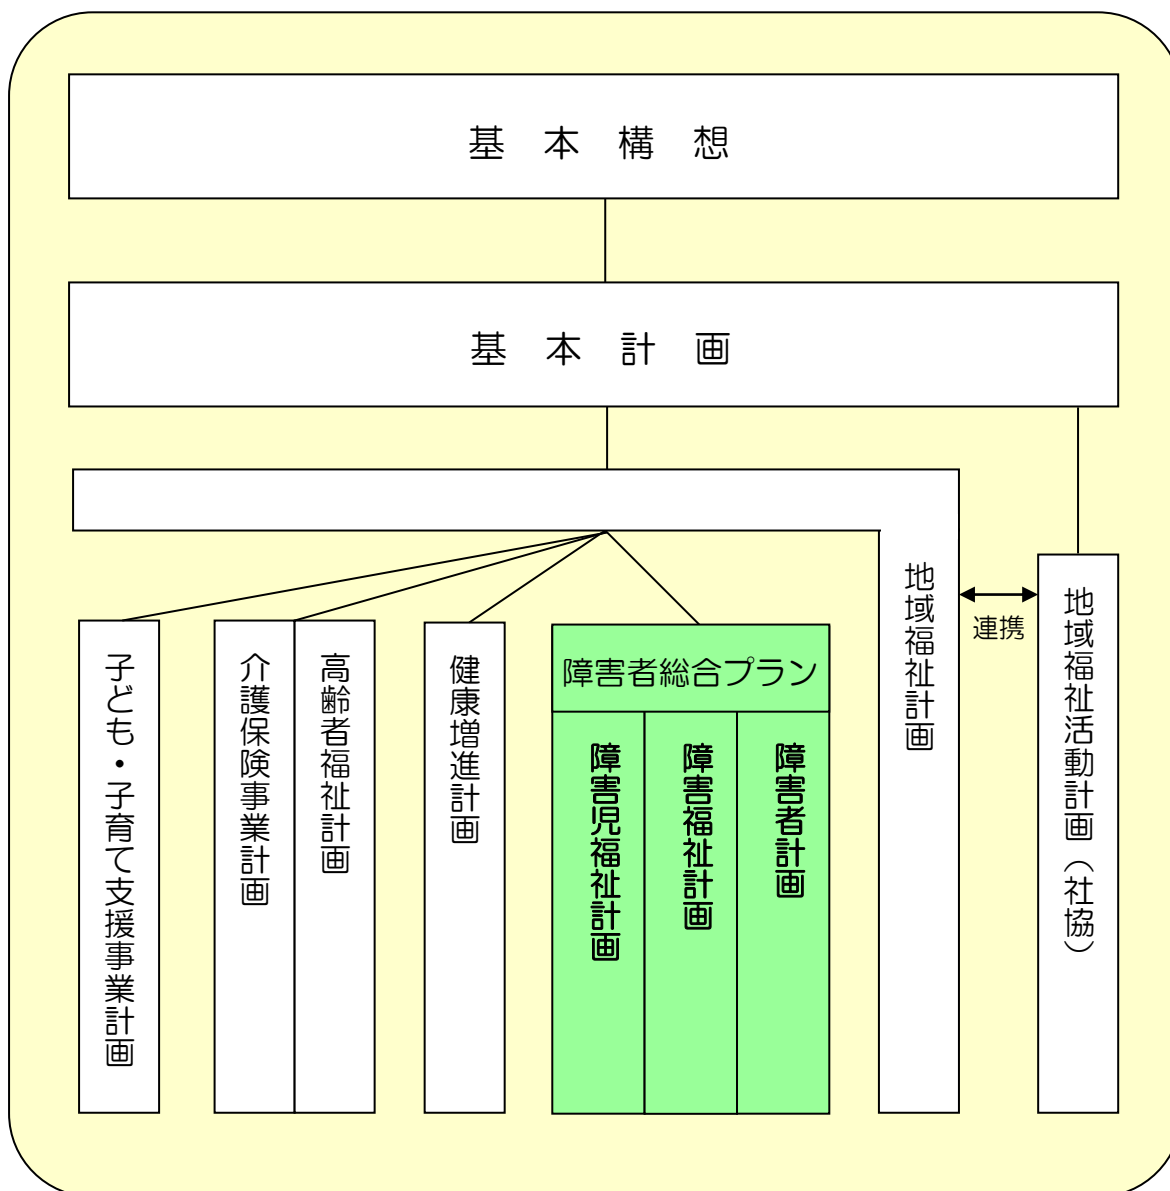 基本構想
基本計画
地域福祉計画
連携
地域福祉活動計画（社協）
障害者総合プラン
障害者計画
障害福祉計画
障害児福祉計画
健康増進計画
高齢者福祉計画
介護保険事業計画
子ども・子育て支援事業計画